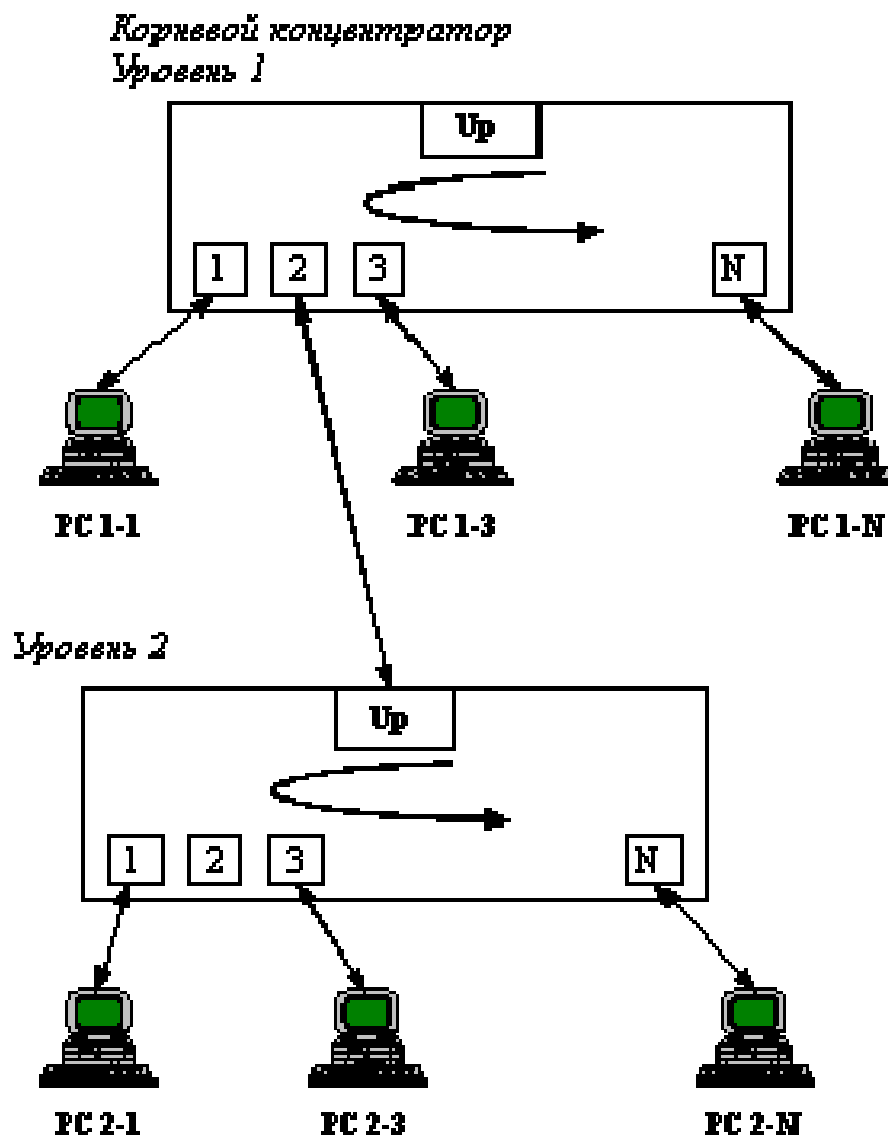 Корневой концентратор
Уровень 1
Up
1 2 3 N
PC 1-1 PC 1-3 PC 1-N
Уровень 2
Up
1 2 3 N
PC 2-1 PC 2-3 PC 2-N